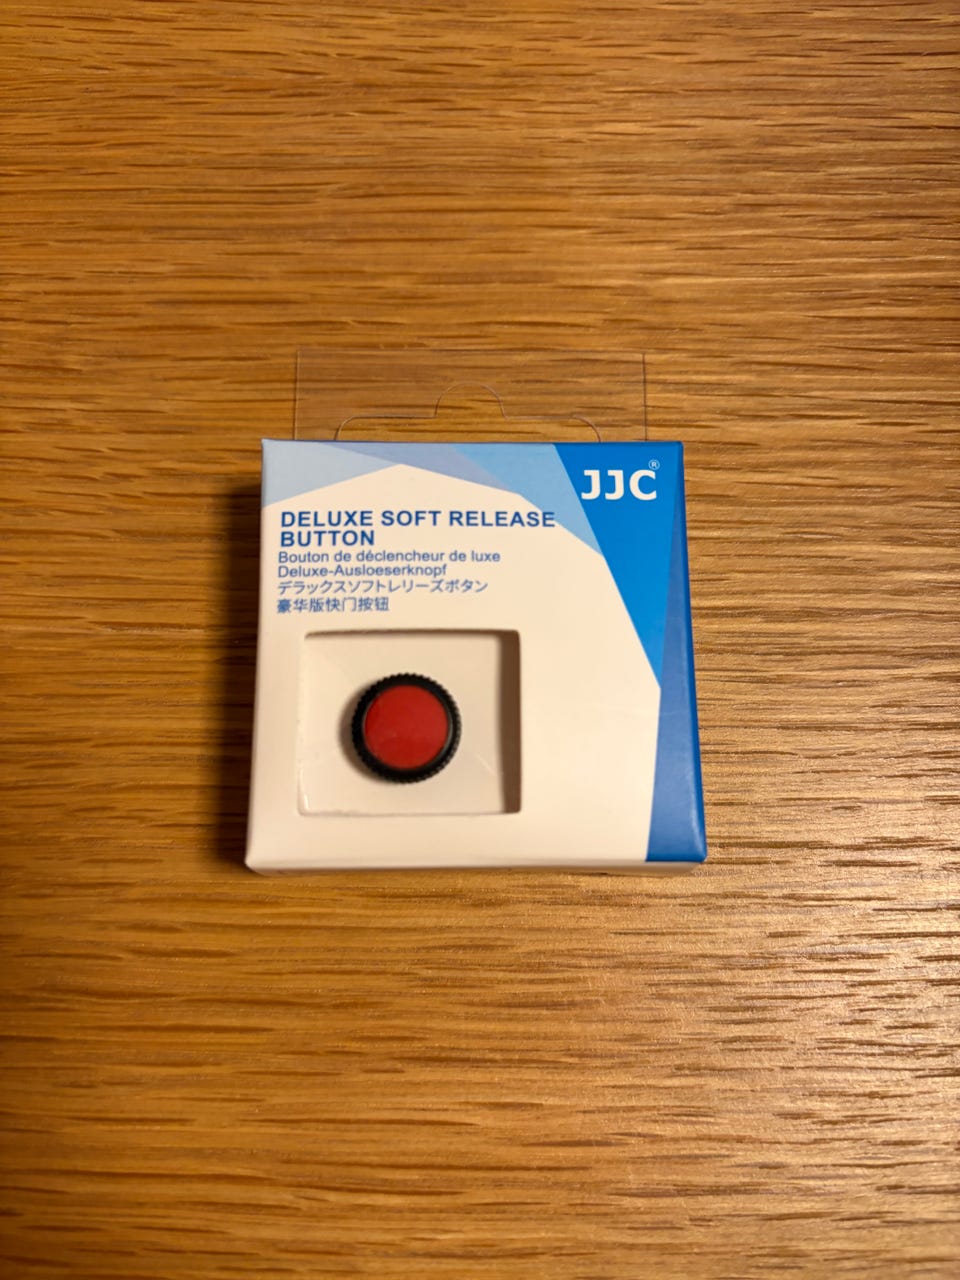 JJC®
DELUXE SOFT RELEASE
BUTTON
Bouton de déclencheur de luxe
Deluxe-Ausloeserknopf
デラックスソフトレリーズボタン
豪华版快门按钮